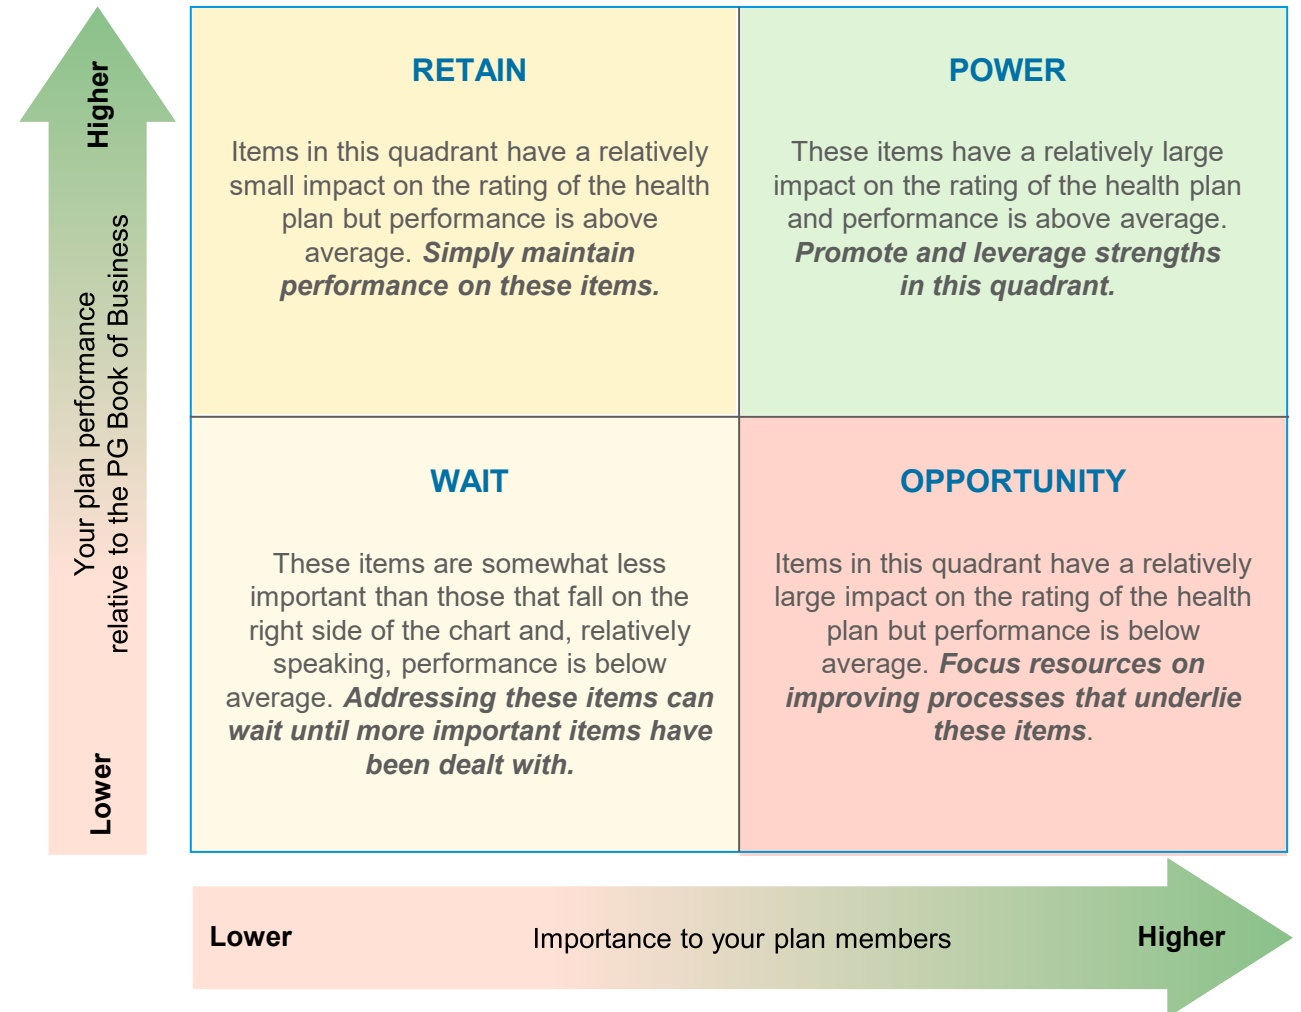 Higher
Your plan performance
relative to the PG Book of Business
Lower
RETAIN
Items in this quadrant have a relatively
small impact on the rating of the health
plan but performance is above
average. Simply maintain
performance on these items.
POWER
These items have a relatively large
impact on the rating of the health plan
and performance is above average.
Promote and leverage strengths
in this quadrant.
WAIT
These items are somewhat less
important than those that fall on the
right side of the chart and, relatively
speaking, performance is below
average. Addressing these items can
wait until more important items have
been dealt with.
OPPORTUNITY
Items in this quadrant have a relatively
large impact on the rating of the health
plan but performance is below
average. Focus resources on
improving processes that underlie
these items.
Lower
Importance to your plan members
Higher